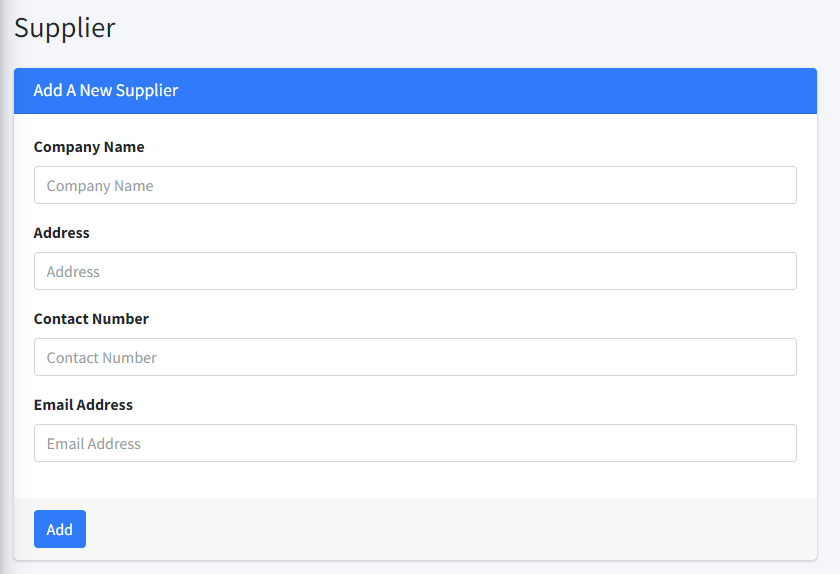 Supplier
Add A New Supplier
Company Name
Company Name
Address
Address
Contact Number
Contact Number
Email Address
Email Address
Add